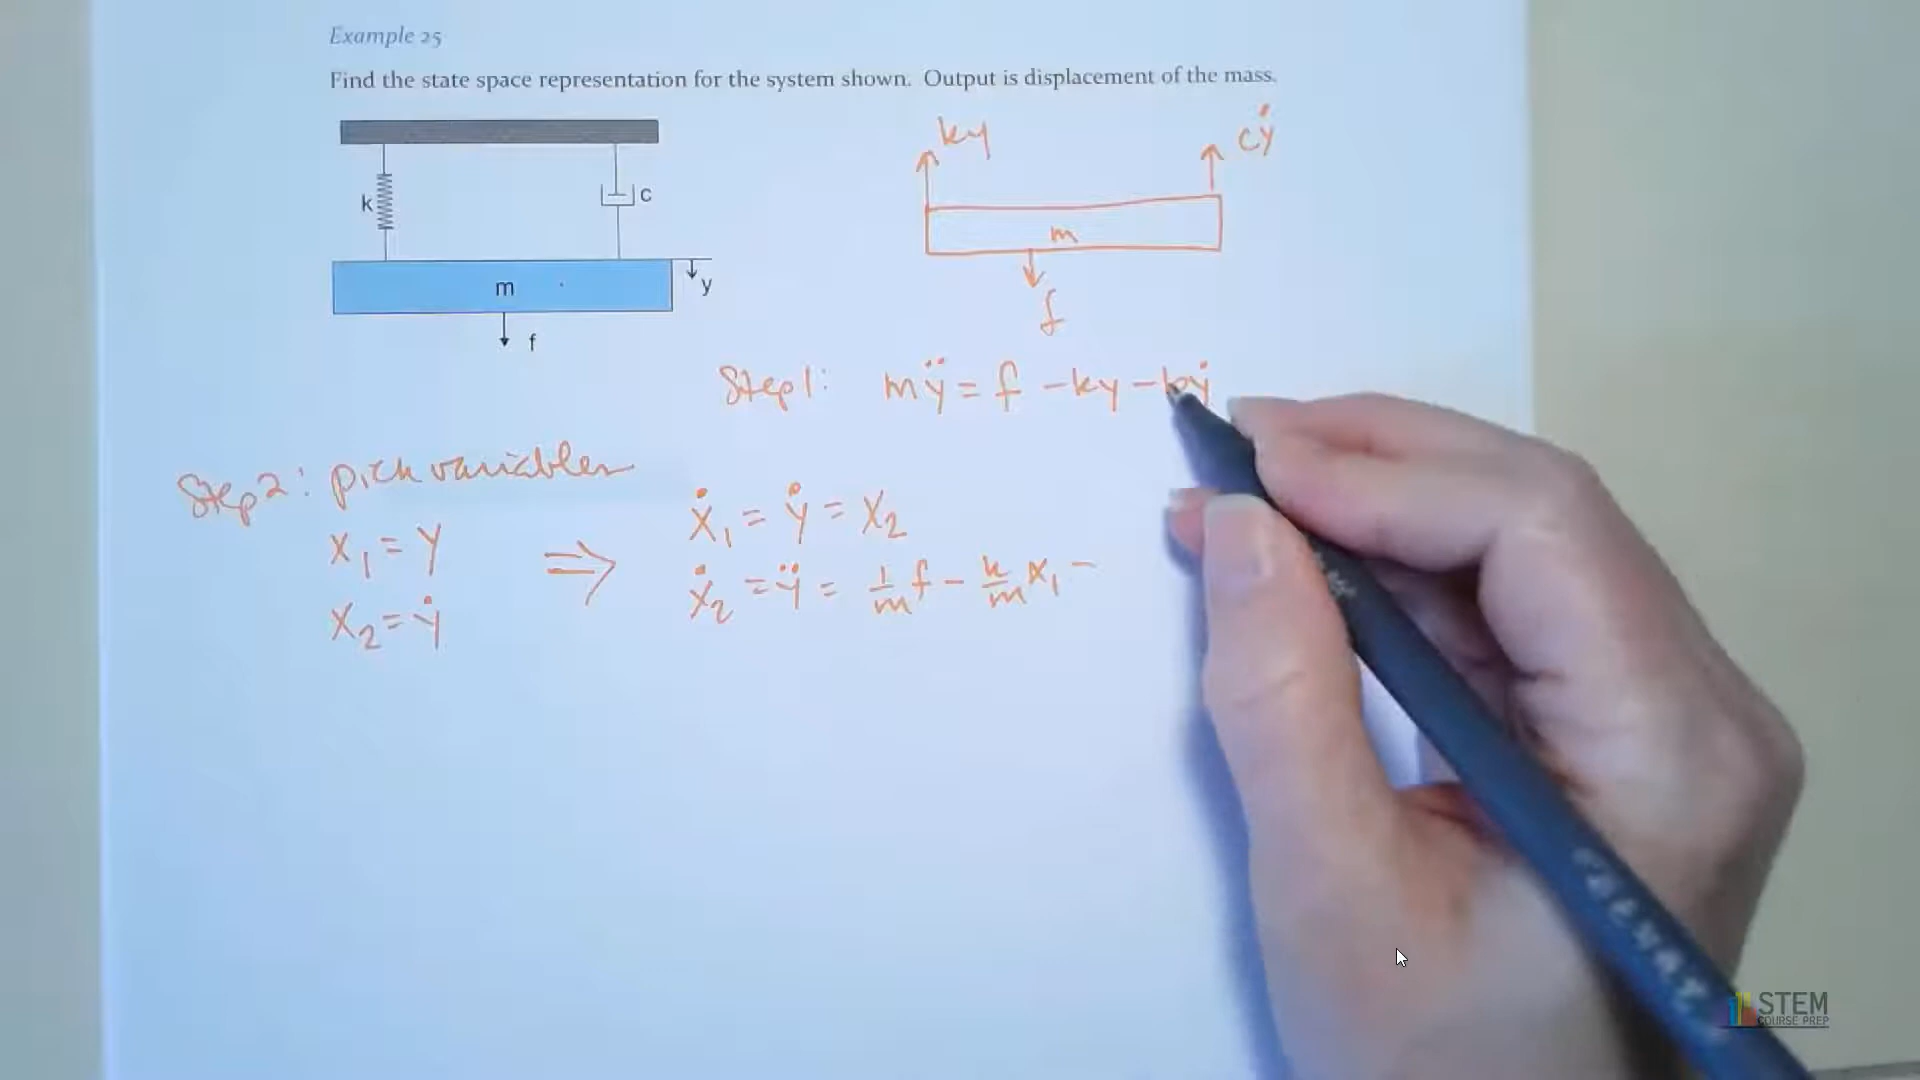 Example 25
Find the state space representation for the system shown. Output is displacement of the mass.
k
c
m
y
f
ky
cẏ
m
f
Step 1: mÿ = f - ky - bẏ
Step 2: pick variables
x₁ = y
x₂ = ẏ
⇒
ẋ₁ = ẏ = x₂
ẋ₂ = ÿ = 1/m f - k/m x₁ -
STEM
COURSE PREP